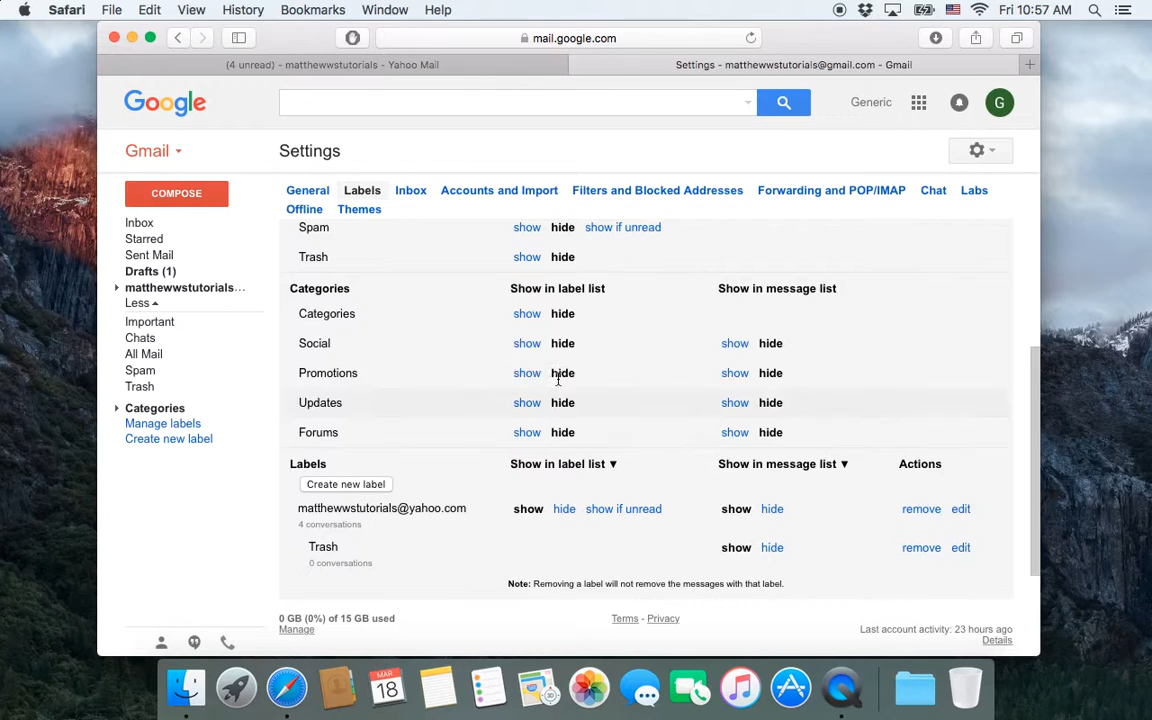 Safari File Edit View History Bookmarks Window Help Fri 10:57 AM
mail.google.com
(4 unread) - matthewwstutorials - Yahoo Mail
Settings - matthewwstutorials@gmail.com - Gmail
Google
Generic
G
Gmail
Settings
COMPOSE
General Labels Inbox Accounts and Import Filters and Blocked Addresses Forwarding and POP/IMAP Chat Labs
Offline Themes
Inbox
Starred
Sent Mail
Drafts (1)
matthewwstutorials…
Less
Important
Chats
All Mail
Spam
Trash
Categories
Manage labels
Create new label
Spam show hide show if unread
Trash show hide
Categories Show in label list Show in message list
Categories show hide
Social show hide show hide
Promotions show hide show hide
Updates show hide show hide
Forums show hide show hide
Labels Show in label list ▼ Show in message list ▼ Actions
Create new label
matthewwstutorials@yahoo.com show hide show if unread show hide remove edit
4 conversations
Trash show hide remove edit
0 conversations
Note: Removing a label will not remove the messages with that label.
0 GB (0%) of 15 GB used
Manage
Terms - Privacy
Last account activity: 23 hours ago
Details
MAR
18